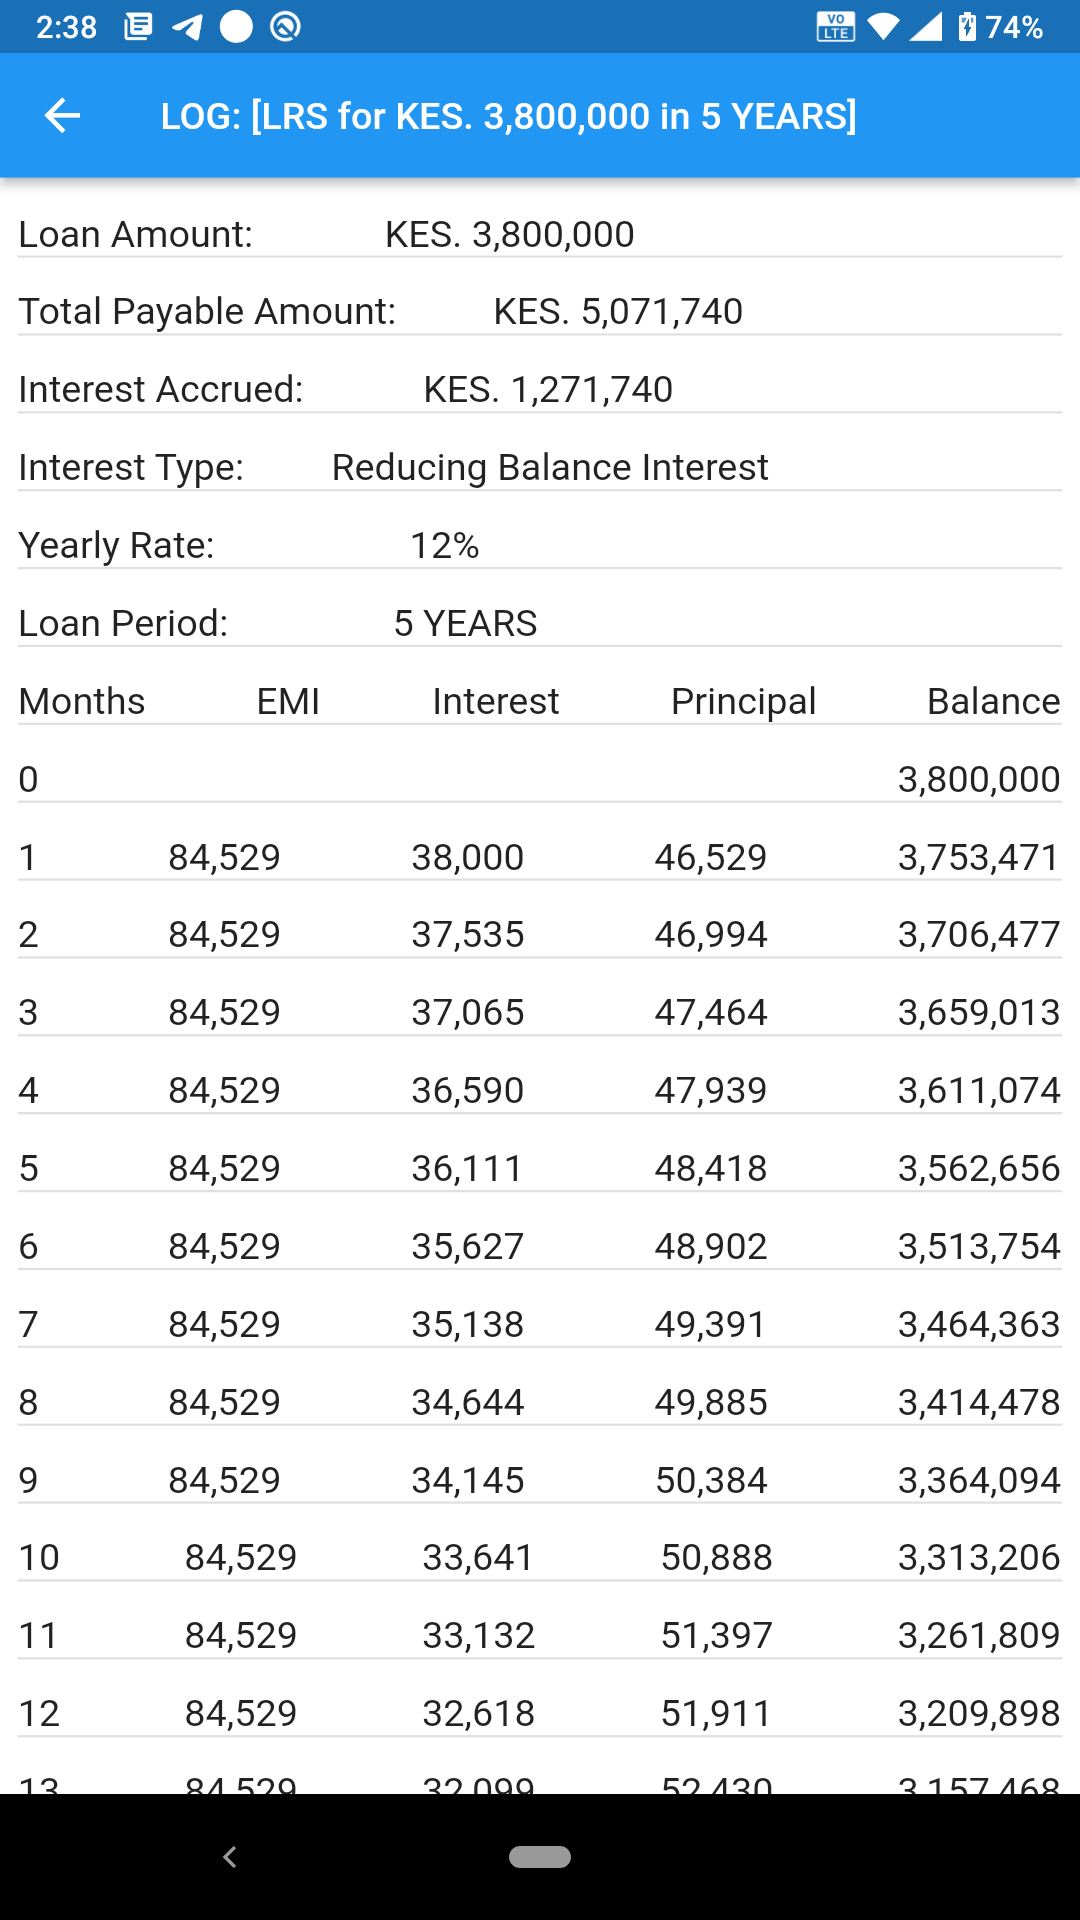 2:38 VO LTE 74%
LOG: [LRS for KES. 3,800,000 in 5 YEARS]
Loan Amount: KES. 3,800,000
Total Payable Amount: KES. 5,071,740
Interest Accrued: KES. 1,271,740
Interest Type: Reducing Balance Interest
Yearly Rate: 12%
Loan Period: 5 YEARS
Months EMI Interest Principal Balance
0 3,800,000
1 84,529 38,000 46,529 3,753,471
2 84,529 37,535 46,994 3,706,477
3 84,529 37,065 47,464 3,659,013
4 84,529 36,590 47,939 3,611,074
5 84,529 36,111 48,418 3,562,656
6 84,529 35,627 48,902 3,513,754
7 84,529 35,138 49,391 3,464,363
8 84,529 34,644 49,885 3,414,478
9 84,529 34,145 50,384 3,364,094
10 84,529 33,641 50,888 3,313,206
11 84,529 33,132 51,397 3,261,809
12 84,529 32,618 51,911 3,209,898
13 84,529 32,099 52,430 3,157,468